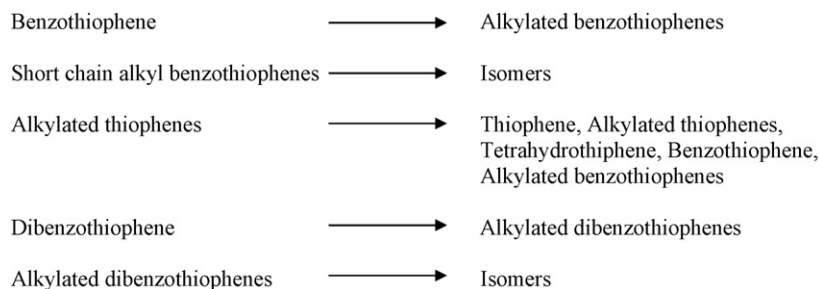 Benzothiophene Alkylated benzothiophenes
Short chain alkyl benzothiophenes Isomers
Alkylated thiophenes Thiophene, Alkylated thiophenes,
Tetrahydrothiphene, Benzothiophene,
Alkylated benzothiophenes
Dibenzothiophene Alkylated dibenzothiophenes
Alkylated dibenzothiophenes Isomers